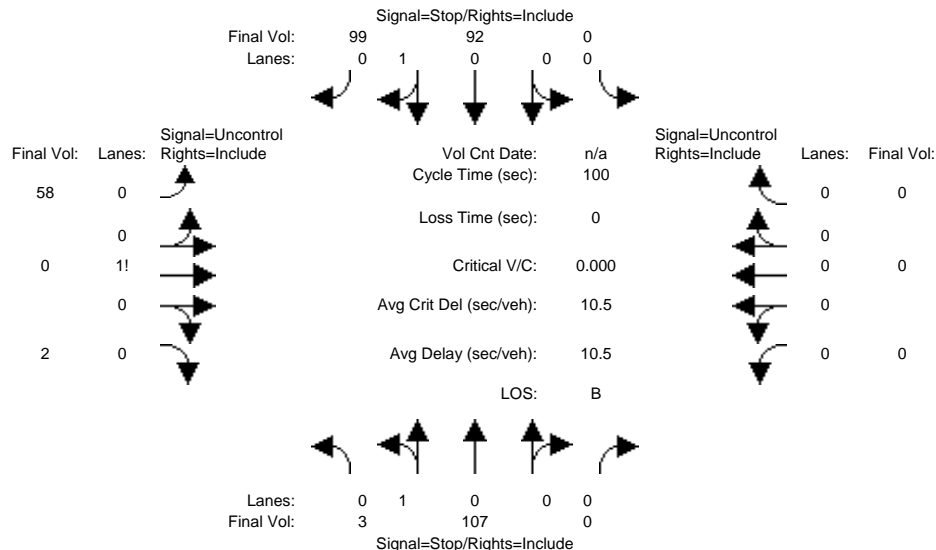 Signal=Stop/Rights=Include
Final Vol: 99 92 0
Lanes: 0 1 0 0 0
Signal=Uncontrol Signal=Uncontrol
Final Vol: Lanes: Rights=Include Vol Cnt Date: n/a Rights=Include Lanes: Final Vol:
Cycle Time (sec): 100
58 0 0 0
Loss Time (sec): 0
0 0
0 1! Critical V/C: 0.000 0 0
0 Avg Crit Del (sec/veh): 10.5 0
2 0 Avg Delay (sec/veh): 10.5 0 0
LOS: B
Lanes: 0 1 0 0 0
Final Vol: 3 107 0
Signal=Stop/Rights=Include